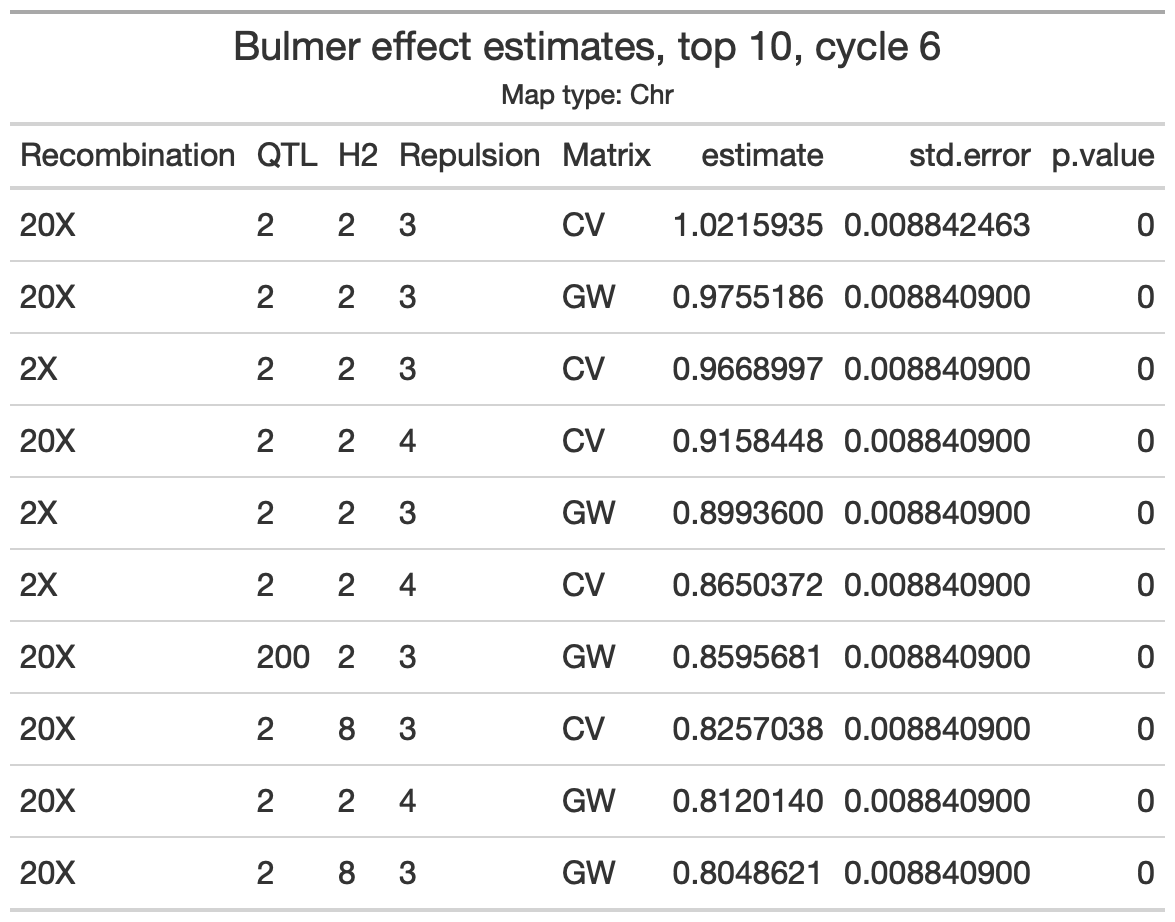 Bulmer effect estimates, top 10, cycle 6
Map type: Chr
Recombination QTL H2 Repulsion Matrix estimate std.error p.value
20X 2 2 3 CV 1.0215935 0.008842463 0
20X 2 2 3 GW 0.9755186 0.008840900 0
2X 2 2 3 CV 0.9668997 0.008840900 0
20X 2 2 4 CV 0.9158448 0.008840900 0
2X 2 2 3 GW 0.8993600 0.008840900 0
2X 2 2 4 CV 0.8650372 0.008840900 0
20X 200 2 3 GW 0.8595681 0.008840900 0
20X 2 8 3 CV 0.8257038 0.008840900 0
20X 2 2 4 GW 0.8120140 0.008840900 0
20X 2 8 3 GW 0.8048621 0.008840900 0